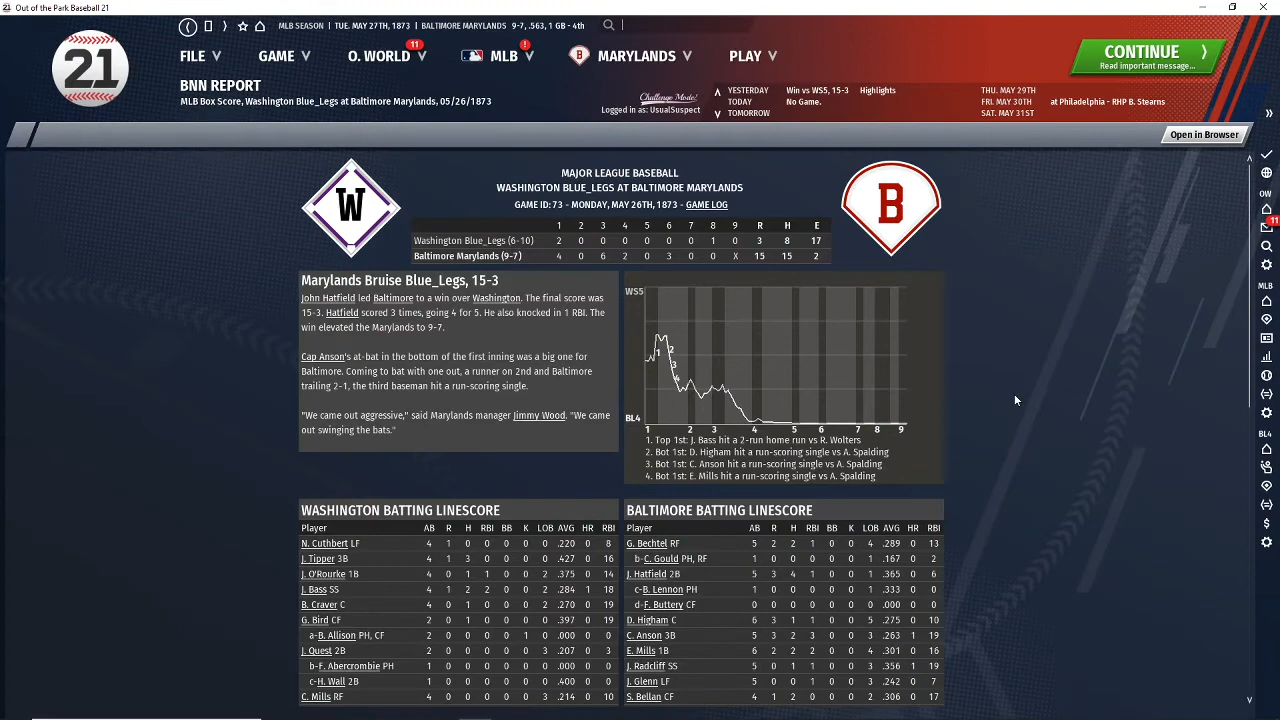 Out of the Park Baseball 21
MLB SEASON | TUE. MAY 27TH, 1873 | BALTIMORE MARYLANDS 9-7, .563, 1 GB - 4th
21
FILE GAME O. WORLD 11 MLB ! B MARYLANDS PLAY
CONTINUE
Read important message...
BNN REPORT
MLB Box Score, Washington Blue_Legs at Baltimore Marylands, 05/26/1873
Challenge Mode!
Logged in as: UsualSuspect
YESTERDAY Win vs WS5, 15-3 Highlights
TODAY No Game.
TOMORROW
THU. MAY 29TH
FRI. MAY 30TH at Philadelphia - RHP B. Stearns
SAT. MAY 31ST
Open in Browser
W
B
MAJOR LEAGUE BASEBALL
WASHINGTON BLUE_LEGS AT BALTIMORE MARYLANDS
GAME ID: 73 - MONDAY, MAY 26TH, 1873 - GAME LOG
1 2 3 4 5 6 7 8 9 R H E
Washington Blue_Legs (6-10) 2 0 0 0 0 0 0 1 0 3 8 17
Baltimore Marylands (9-7) 4 0 6 2 0 3 0 0 X 15 15 2
Marylands Bruise Blue_Legs, 15-3
John Hatfield led Baltimore to a win over Washington. The final score was
15-3. Hatfield scored 3 times, going 4 for 5. He also knocked in 1 RBI. The
win elevated the Marylands to 9-7.
Cap Anson's at-bat in the bottom of the first inning was a big one for
Baltimore. Coming to bat with one out, a runner on 2nd and Baltimore
trailing 2-1, the third baseman hit a run-scoring single.
"We came out aggressive," said Marylands manager Jimmy Wood. "We came
out swinging the bats."
WS5
1
2
3
4
BL4
1 2 3 4 5 6 7 8 9
1. Top 1st: J. Bass hit a 2-run home run vs R. Wolters
2. Bot 1st: D. Higham hit a run-scoring single vs A. Spalding
3. Bot 1st: C. Anson hit a run-scoring single vs A. Spalding
4. Bot 1st: E. Mills hit a run-scoring single vs A. Spalding
WASHINGTON BATTING LINESCORE
Player AB R H RBI BB K LOB AVG HR RBI
N. Cuthbert LF 4 1 0 0 0 0 0 .220 0 8
J. Tipper 3B 4 1 3 0 0 0 0 .427 0 16
J. O'Rourke 1B 4 0 1 1 0 0 2 .375 0 14
J. Bass SS 4 1 2 2 0 0 2 .284 1 18
B. Craver C 4 0 1 0 0 0 2 .270 0 19
G. Bird CF 2 0 1 0 0 0 0 .397 0 19
a-B. Allison PH, CF 2 0 0 0 0 1 0 .000 0 0
J. Quest 2B 2 0 0 0 0 0 3 .207 0 3
b-F. Abercrombie PH 1 0 0 0 0 0 0 .000 0 0
c-H. Wall 2B 1 0 0 0 0 0 0 .400 0 0
C. Mills RF 4 0 0 0 0 0 3 .214 0 10
BALTIMORE BATTING LINESCORE
Player AB R H RBI BB K LOB AVG HR RBI
G. Bechtel RF 5 2 2 1 0 0 4 .289 0 13
b-C. Gould PH, RF 1 0 0 0 0 0 0 .167 0 2
J. Hatfield 2B 5 3 4 1 0 0 1 .365 0 6
c-B. Lennon PH 1 0 0 0 0 0 1 .333 0 0
d-F. Buttery CF 0 0 0 0 0 0 0 .000 0 0
D. Higham C 6 3 1 1 0 0 5 .275 0 10
C. Anson 3B 5 3 2 3 0 0 3 .263 1 19
E. Mills 1B 6 2 2 2 0 0 4 .301 0 16
J. Radcliff SS 5 0 1 1 0 0 3 .356 1 19
J. Glenn LF 5 0 0 1 0 0 3 .242 0 7
S. Bellan CF 4 1 2 0 0 0 2 .306 0 17
OW
11
MLB
BL4